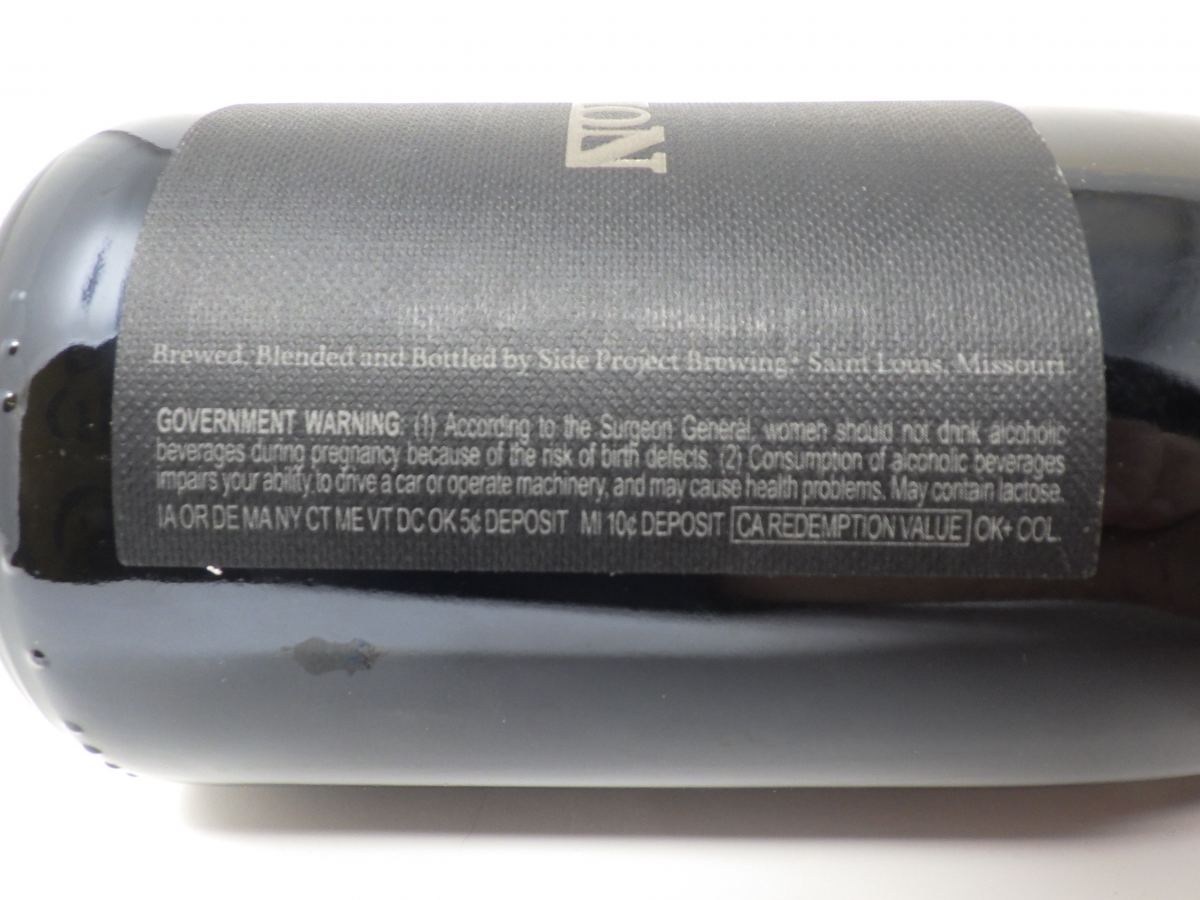 ON
Brewed, Blended and Bottled by Side Project Brewing® Saint Louis, Missouri.
GOVERNMENT WARNING: (1) According to the Surgeon General, women should not drink alcoholic
beverages during pregnancy because of the risk of birth defects. (2) Consumption of alcoholic beverages
impairs your ability to drive a car or operate machinery, and may cause health problems. May contain lactose.
IA OR DE MA NY CT ME VT DC OK 5¢ DEPOSIT MI 10¢ DEPOSIT CA REDEMPTION VALUE OK+ COL.